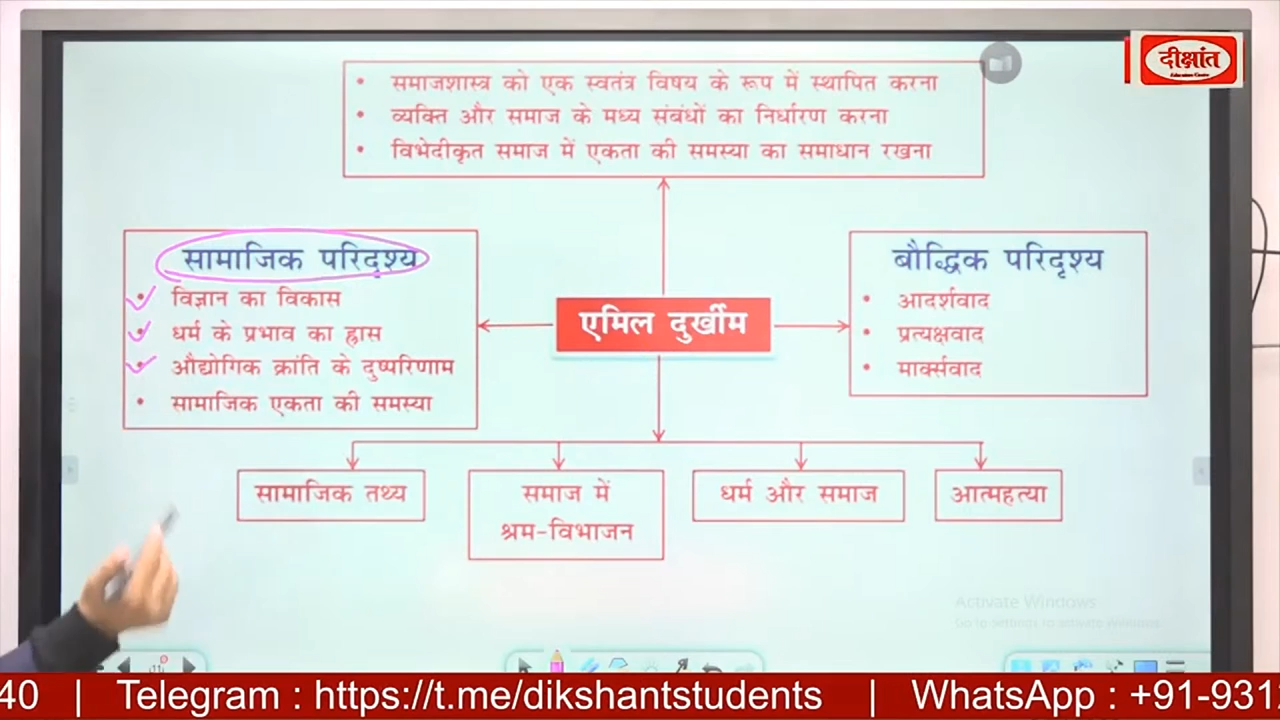 दीक्षांत
Education Centre
• समाजशास्त्र को एक स्वतंत्र विषय के रूप में स्थापित करना
• व्यक्ति और समाज के मध्य संबंधों का निर्धारण करना
• विभेदीकृत समाज में एकता की समस्या का समाधान रखना
सामाजिक परिदृश्य
• विज्ञान का विकास
• धर्म के प्रभाव का ह्रास
• औद्योगिक क्रांति के दुष्परिणाम
• सामाजिक एकता की समस्या
एमिल दुर्खीम
बौद्धिक परिदृश्य
• आदर्शवाद
• प्रत्यक्षवाद
• मार्क्सवाद
सामाजिक तथ्य
समाज में
श्रम-विभाजन
धर्म और समाज
आत्महत्या
Activate Windows
Go to Settings to activate Windows.
40 | Telegram : https://t.me/dikshantstudents | WhatsApp : +91-931